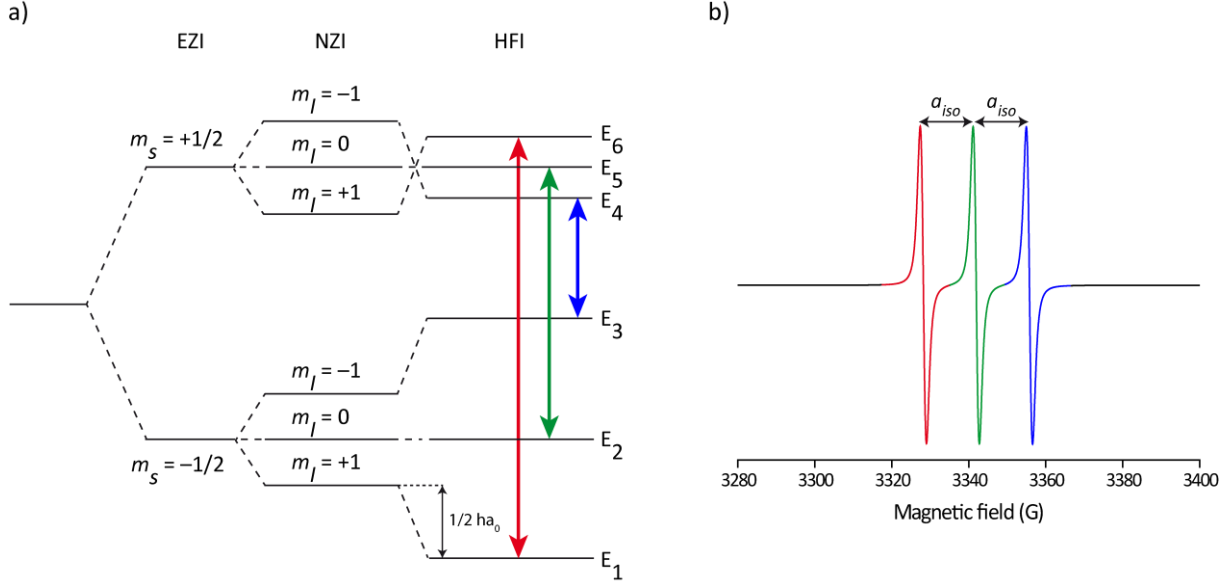 a)
EZI
NZI
HFI
m_s = +1/2
m_I = –1
m_I = 0
m_I = +1
E_6
E_5
E_4
E_3
m_I = –1
m_I = 0
m_s = –1/2
m_I = +1
E_2
1/2 ha_0
E_1
b)
a_iso a_iso
3280 3300 3320 3340 3360 3380 3400
Magnetic field (G)